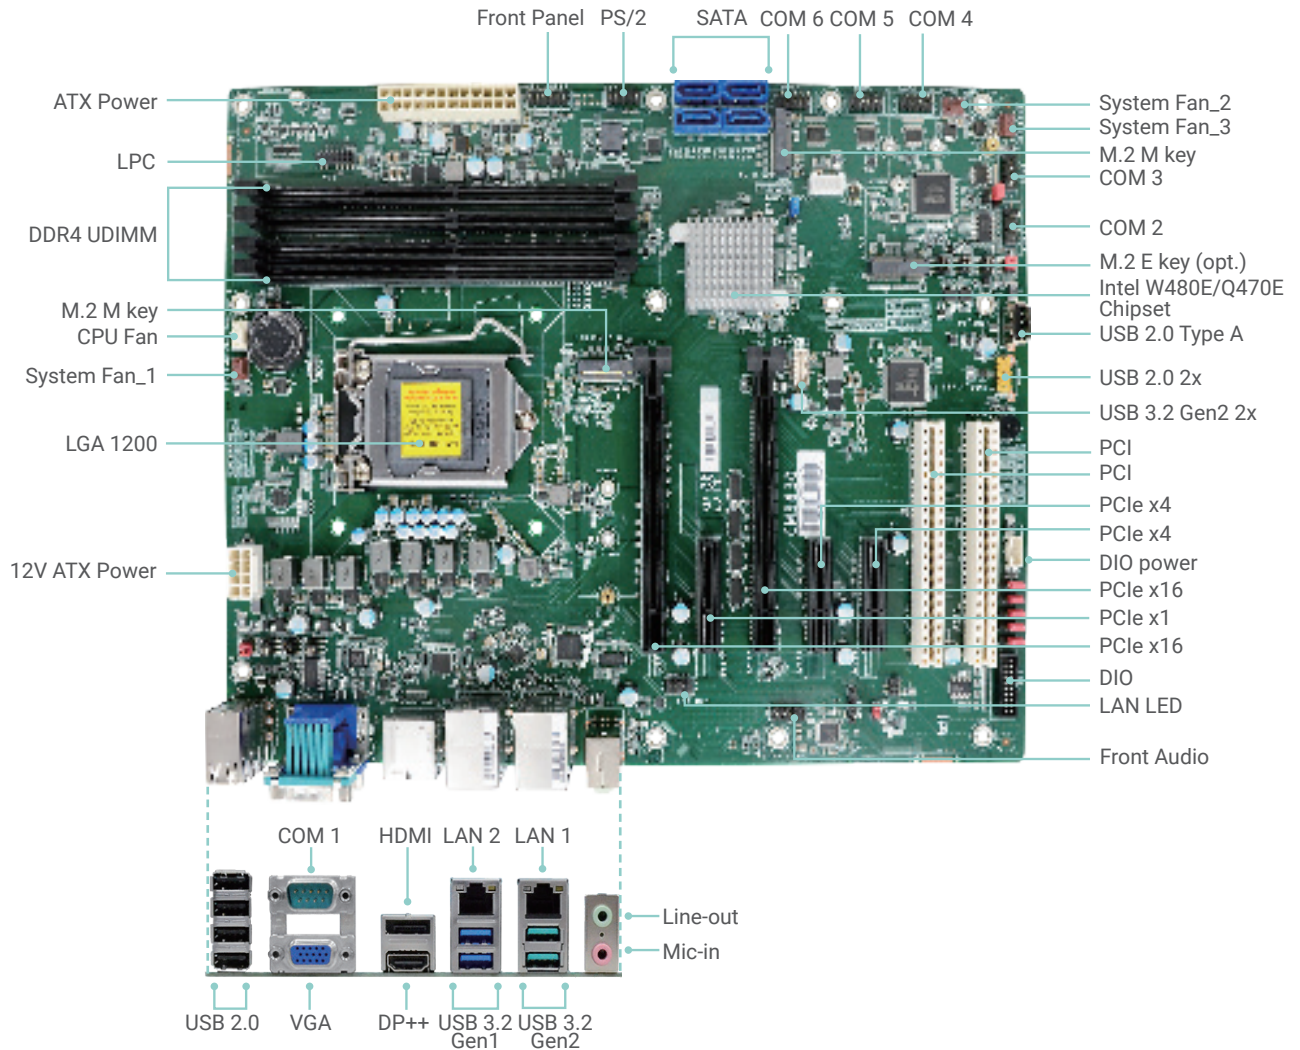 Front Panel PS/2 SATA COM 6 COM 5 COM 4
ATX Power
LPC
DDR4 UDIMM
M.2 M key
CPU Fan
System Fan_1
LGA 1200
12V ATX Power
System Fan_2
System Fan_3
M.2 M key
COM 3
COM 2
M.2 E key (opt.)
Intel W480E/Q470E
Chipset
USB 2.0 Type A
USB 2.0 2x
USB 3.2 Gen2 2x
PCI
PCI
PCIe x4
PCIe x4
DIO power
PCIe x16
PCIe x1
PCIe x16
DIO
LAN LED
Front Audio
COM 1 HDMI LAN 2 LAN 1
Line-out
Mic-in
USB 2.0 VGA DP++ USB 3.2 USB 3.2
Gen1 Gen2